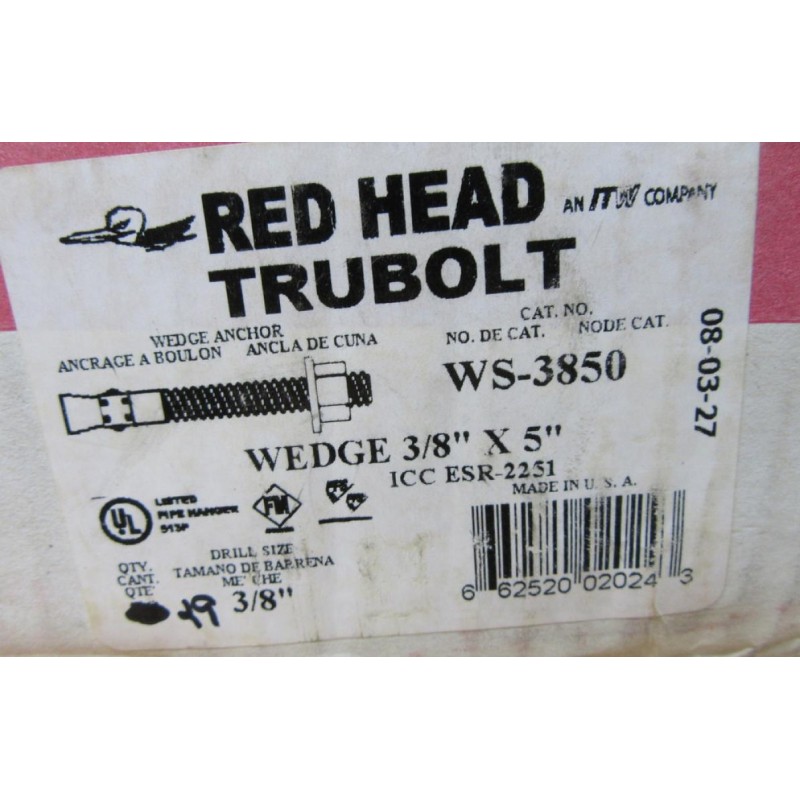 RED HEAD AN ITW COMPANY
TRUBOLT
WEDGE ANCHOR
ANCRAGE A BOULON ANCLA DE CUNA
CAT. NO.
NO. DE CAT. NODE CAT.
WS-3850
08-03-27
WEDGE 3/8" X 5"
ICC ESR-2251
MADE IN U. S. A.
UL LISTED
PIPE HANGER
513P
FM
QTY.
CANT.
QTE
29
DRILL SIZE
TAMANO DE BARRENA
ME' CHE
3/8"
6 62520 02024 3